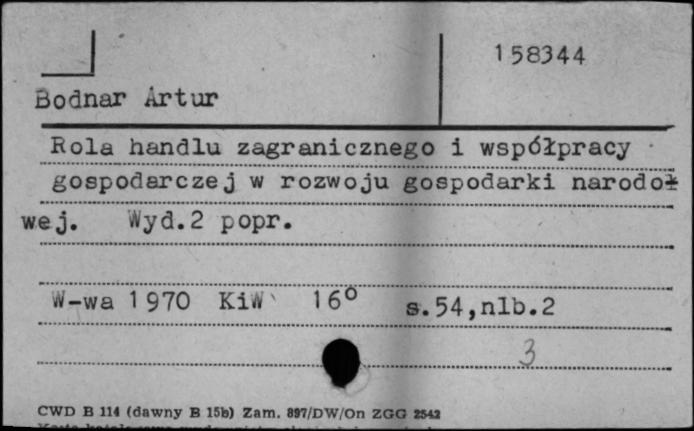 158344
Bodnar Artur
Rola handlu zagranicznego i współpracy
gospodarczej w rozwoju gospodarki narodoł
wej. Wyd.2 popr.
W-wa 1970 KiW 16° s.54,nlb.2
3
CWD B 114 (dawny B 15b) Zam. 897/DW/On ZGG 2542